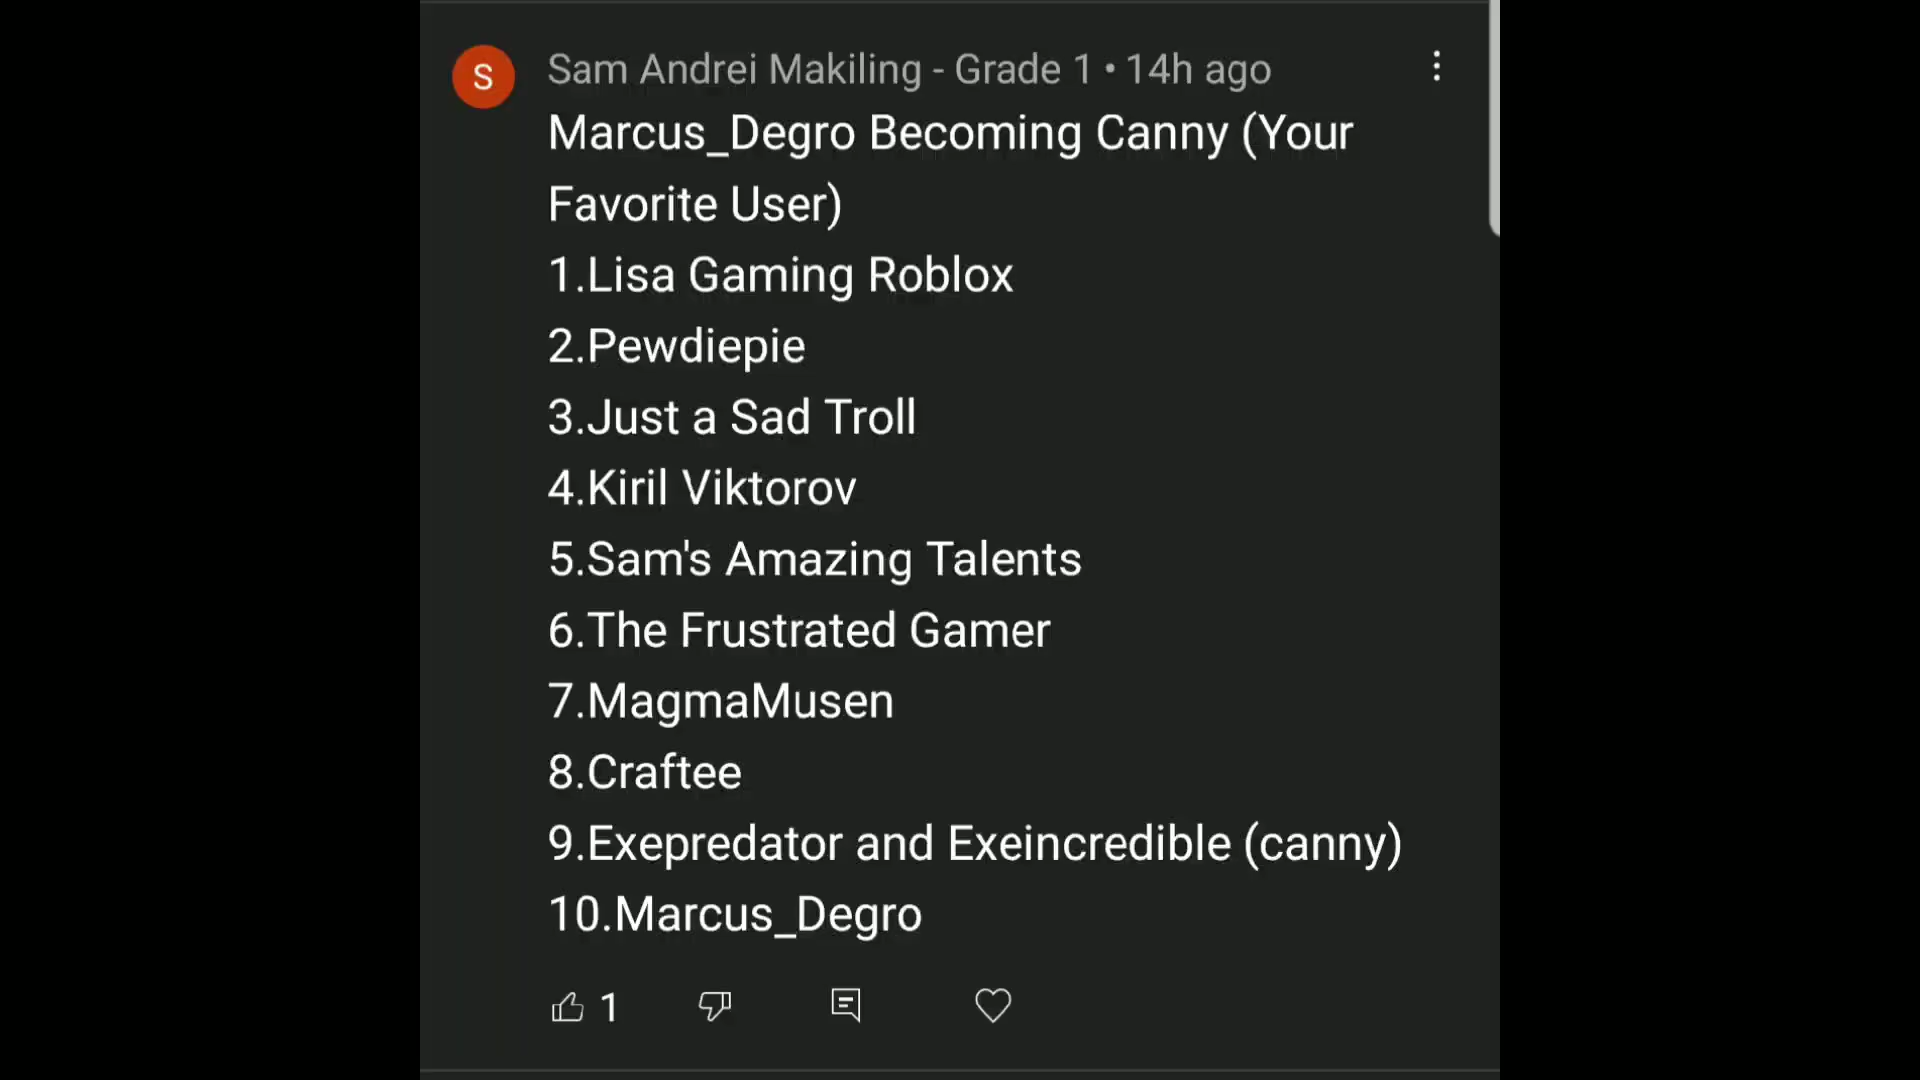 S
Sam Andrei Makiling - Grade 1 • 14h ago
Marcus_Degro Becoming Canny (Your
Favorite User)
1.Lisa Gaming Roblox
2.Pewdiepie
3.Just a Sad Troll
4.Kiril Viktorov
5.Sam's Amazing Talents
6.The Frustrated Gamer
7.MagmaMusen
8.Craftee
9.Exepredator and Exeincredible (canny)
10.Marcus_Degro
1